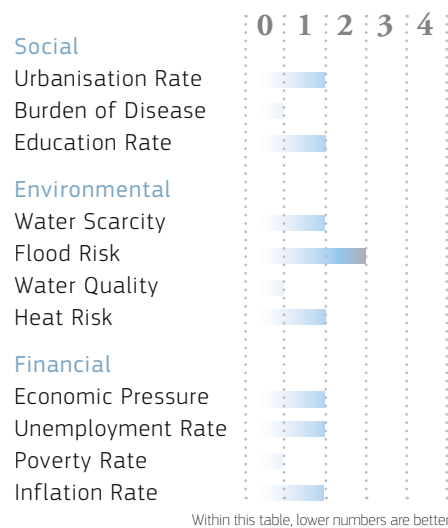 0 1 2 3 4
Social
Urbanisation Rate
Burden of Disease
Education Rate
Environmental
Water Scarcity
Flood Risk
Water Quality
Heat Risk
Financial
Economic Pressure
Unemployment Rate
Poverty Rate
Inflation Rate
Within this table, lower numbers are better